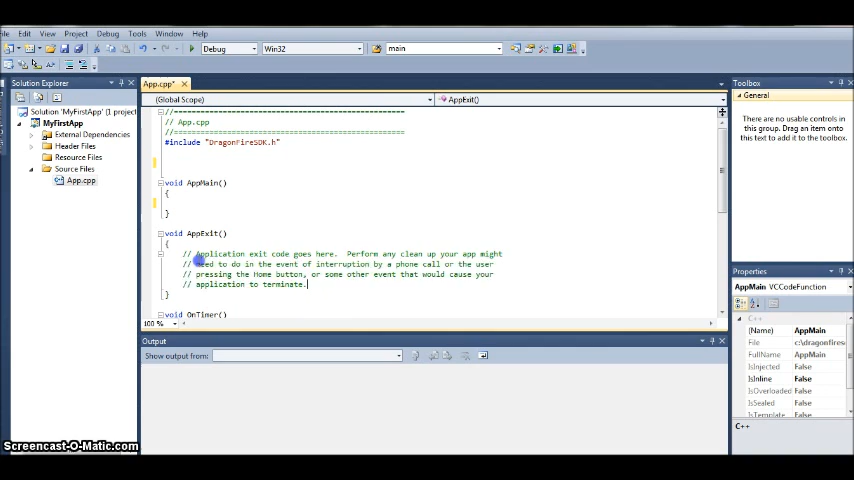 File Edit View Project Debug Tools Window Help
Debug Win32 main
Solution Explorer
App.cpp* Toolbox
(Global Scope) AppExit() General
Solution 'MyFirstApp' (1 project
MyFirstApp
External Dependencies
Header Files
Resource Files
Source Files
App.cpp
//==================================================
// App.cpp
//==================================================
#include "DragonFireSDK.h"
void AppMain()
{
}
void AppExit()
{
// Application exit code goes here. Perform any clean up your app might
// need to do in the event of interruption by a phone call or the user
// pressing the Home button, or some other event that would cause your
// application to terminate.
}
void OnTimer()
100 %
Output
Show output from:
There are no usable controls in
this group. Drag an item onto
this text to add it to the toolbox.
Properties
AppMain VCCodeFunction
C++
(Name) AppMain
File c:\dragonfires
FullName AppMain
IsInjected False
IsInline False
IsOverloaded False
IsSealed False
IsTemplate False
C++
Screencast-O-Matic.com